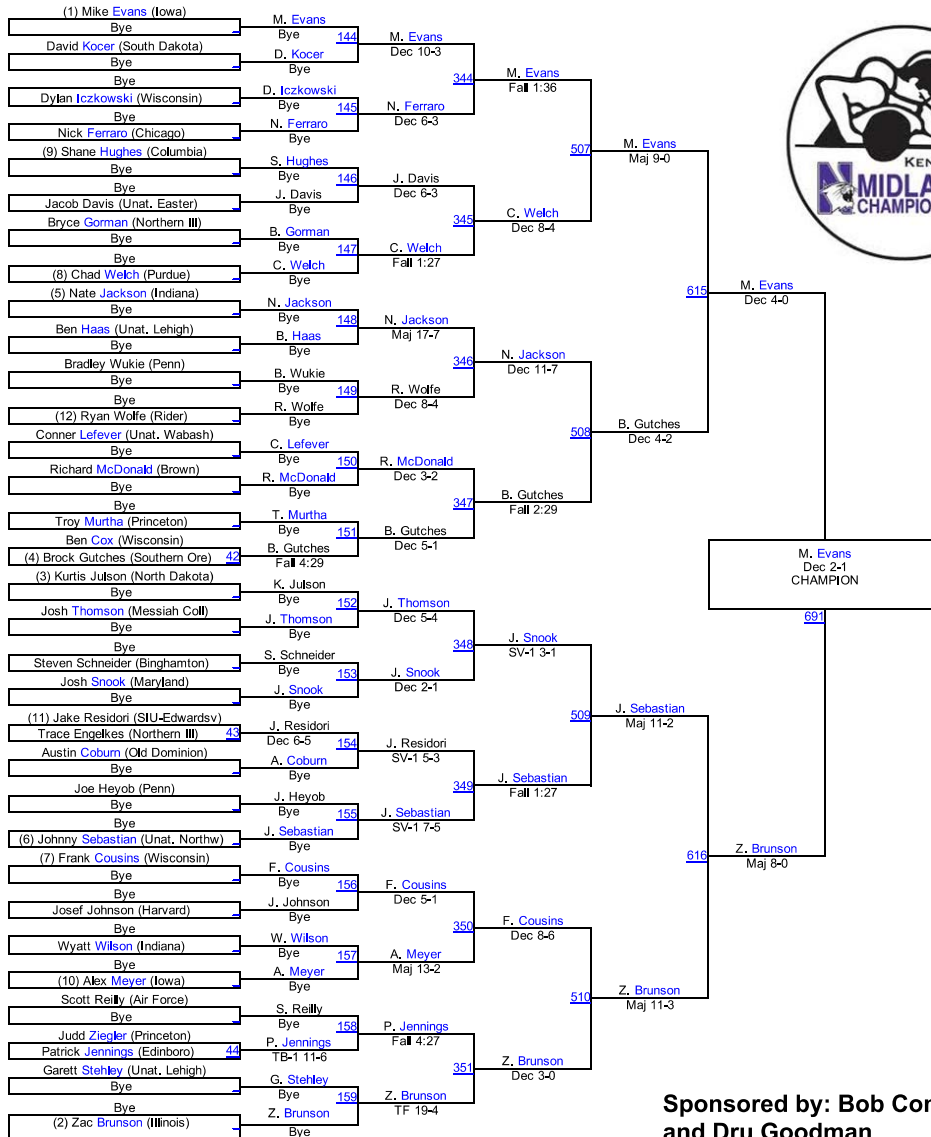 (1) Mike Evans (Iowa)
Bye
David Kocer (South Dakota)
Bye
Bye
Dylan Iczkowski (Wisconsin)
Bye
Nick Ferraro (Chicago)
(9) Shane Hughes (Columbia)
Bye
Bye
Jacob Davis (Unat. Easter)
Bryce Gorman (Northern Ill)
Bye
Bye
(8) Chad Welch (Purdue)
(5) Nate Jackson (Indiana)
Bye
Ben Haas (Unat. Lehigh)
Bye
Bradley Wukie (Penn)
Bye
Bye
(12) Ryan Wolfe (Rider)
Conner Lefever (Unat. Wabash)
Bye
Richard McDonald (Brown)
Bye
Bye
Troy Murtha (Princeton)
Ben Cox (Wisconsin)
(4) Brock Gutches (Southern Ore) 42
(3) Kurtis Julson (North Dakota)
Bye
Josh Thomson (Messiah Coll)
Bye
Bye
Steven Schneider (Binghamton)
Josh Snook (Maryland)
Bye
(11) Jake Residori (SIU-Edwardsv)
Trace Engelkes (Northern Ill) 43
Austin Coburn (Old Dominion)
Bye
Joe Heyob (Penn)
Bye
(6) Johnny Sebastian (Unat. Northw)
(7) Frank Cousins (Wisconsin)
Bye
Bye
Josef Johnson (Harvard)
Bye
Wyatt Wilson (Indiana)
Bye
(10) Alex Meyer (Iowa)
Scott Reilly (Air Force)
Bye
Judd Ziegler (Princeton)
Patrick Jennings (Edinboro) 44
Garett Stehley (Unat. Lehigh)
Bye
Bye
(2) Zac Brunson (Illinois)
M. Evans
Bye
144
D. Kocer
Bye
D. Iczkowski
Bye
145
N. Ferraro
Bye
S. Hughes
Bye
146
J. Davis
Bye
B. Gorman
Bye
147
C. Welch
Bye
N. Jackson
Bye
148
B. Haas
Bye
B. Wukie
Bye
149
R. Wolfe
Bye
C. Lefever
Bye
150
R. McDonald
Bye
T. Murtha
Bye
151
B. Gutches
Fall 4:29
K. Julson
Bye
152
J. Thomson
Bye
S. Schneider
Bye
153
J. Snook
Bye
J. Residori
Dec 6-5
154
A. Coburn
Bye
J. Heyob
Bye
155
J. Sebastian
Bye
F. Cousins
Bye
156
J. Johnson
Bye
W. Wilson
Bye
157
A. Meyer
Bye
S. Reilly
Bye
158
P. Jennings
TB-1 11-6
G. Stehley
Bye
159
Z. Brunson
Bye
M. Evans
Dec 10-3
344
N. Ferraro
Dec 6-3
J. Davis
Dec 6-3
345
C. Welch
Fall 1:27
N. Jackson
Maj 17-7
346
R. Wolfe
Dec 8-4
R. McDonald
Dec 3-2
347
B. Gutches
Dec 5-1
J. Thomson
Dec 5-4
348
J. Snook
Dec 2-1
J. Residori
SV-1 5-3
349
J. Sebastian
SV-1 7-5
F. Cousins
Dec 5-1
350
A. Meyer
Maj 13-2
P. Jennings
Fall 4:27
351
Z. Brunson
TF 19-4
M. Evans
Fall 1:36
507
C. Welch
Dec 8-4
N. Jackson
Dec 11-7
508
B. Gutches
Fall 2:29
J. Snook
SV-1 3-1
509
J. Sebastian
Fall 1:27
F. Cousins
Dec 8-6
510
Z. Brunson
Dec 3-0
M. Evans
Maj 9-0
615
B. Gutches
Dec 4-2
J. Sebastian
Maj 11-2
616
Z. Brunson
Maj 11-3
M. Evans
Dec 4-0
Z. Brunson
Maj 8-0
M. Evans
Dec 2-1
CHAMPION
691
KEN
N MIDLA
CHAMPIO
Sponsored by: Bob Con
and Dru Goodman